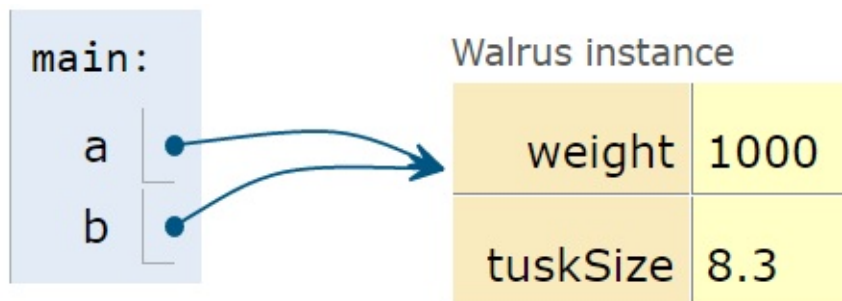 main:
a
b
Walrus instance
weight 1000
tuskSize 8.3